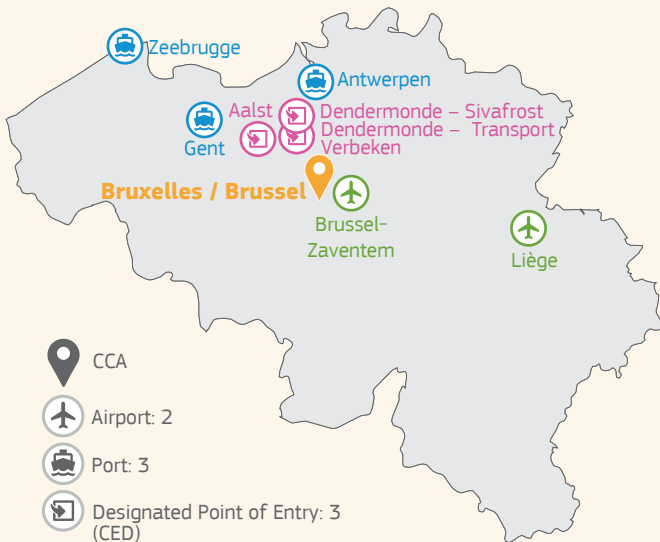 Zeebrugge
Antwerpen
Aalst
Dendermonde – Sivafrost
Dendermonde – Transport
Verbeken
Gent
Bruxelles / Brussel
Brussel-
Zaventem
Liège
CCA
Airport: 2
Port: 3
Designated Point of Entry: 3
(CED)